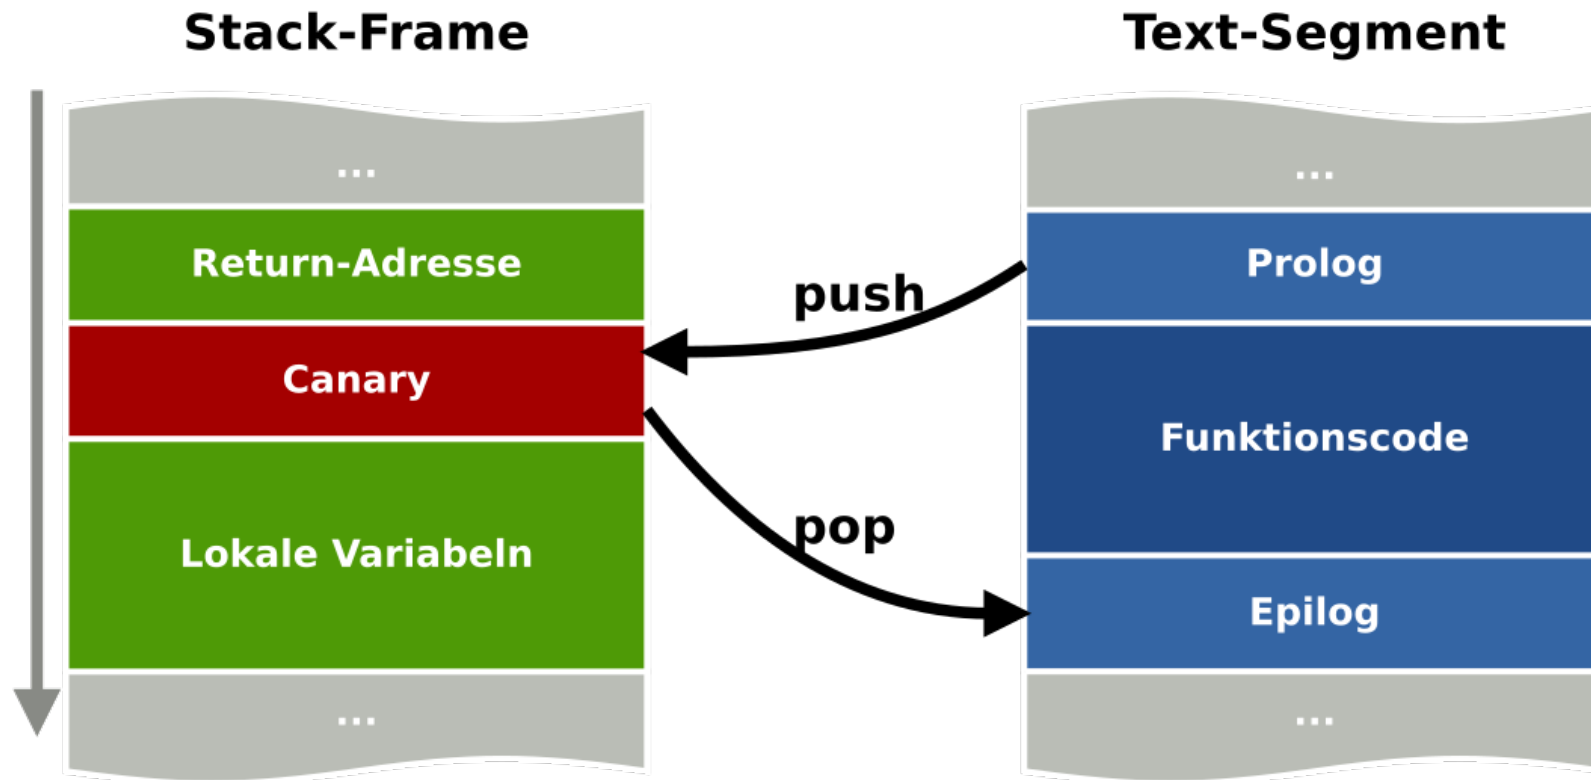 Stack-Frame
...
Return-Adresse
Canary
Lokale Variabeln
...
push
pop
Text-Segment
...
Prolog
Funktionscode
Epilog
...